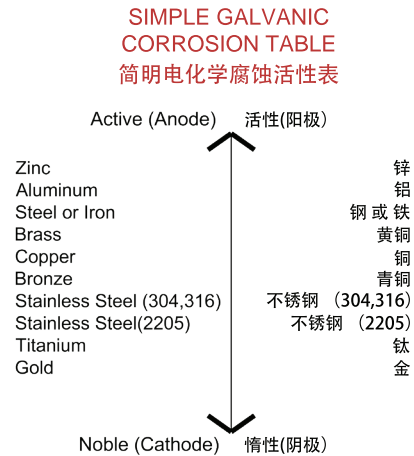 SIMPLE GALVANIC
CORROSION TABLE
简明电化学腐蚀活性表
Active (Anode) 活性(阳极)
Zinc 锌
Aluminum 铝
Steel or Iron 钢 或 铁
Brass 黄铜
Copper 铜
Bronze 青铜
Stainless Steel (304,316) 不锈钢 (304,316)
Stainless Steel(2205) 不锈钢 (2205)
Titanium 钛
Gold 金
Noble (Cathode) 惰性(阴极)